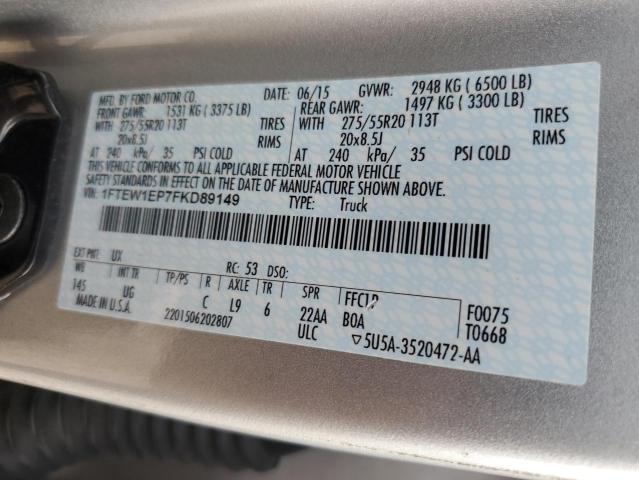 MFD. BY FORD MOTOR CO.
DATE: 06/15 GVWR: 2948 KG ( 6500 LB)
FRONT GAWR: 1531 KG ( 3375 LB) REAR GAWR: 1497 KG ( 3300 LB)
WITH 275/55R20 113T TIRES WITH 275/55R20 113T TIRES
20x8.5J RIMS 20x8.5J RIMS
AT 240 kPa/ 35 PSI COLD AT 240 kPa/ 35 PSI COLD
THIS VEHICLE CONFORMS TO ALL APPLICABLE FEDERAL MOTOR VEHICLE
SAFETY STANDARDS IN EFFECT ON THE DATE OF MANUFACTURE SHOWN ABOVE.
VIN: 1FTEW1EP7FKD89149 TYPE: Truck
EXT PNT: UX RC: 53 DSO:
WB INT TR TP/PS R AXLE TR SPR FFC1P F0075
145 UG C L9 6 22AA BOA T0668
MADE IN U.S.A. 2201506202807 ULC ▽5U5A-3520472-AA